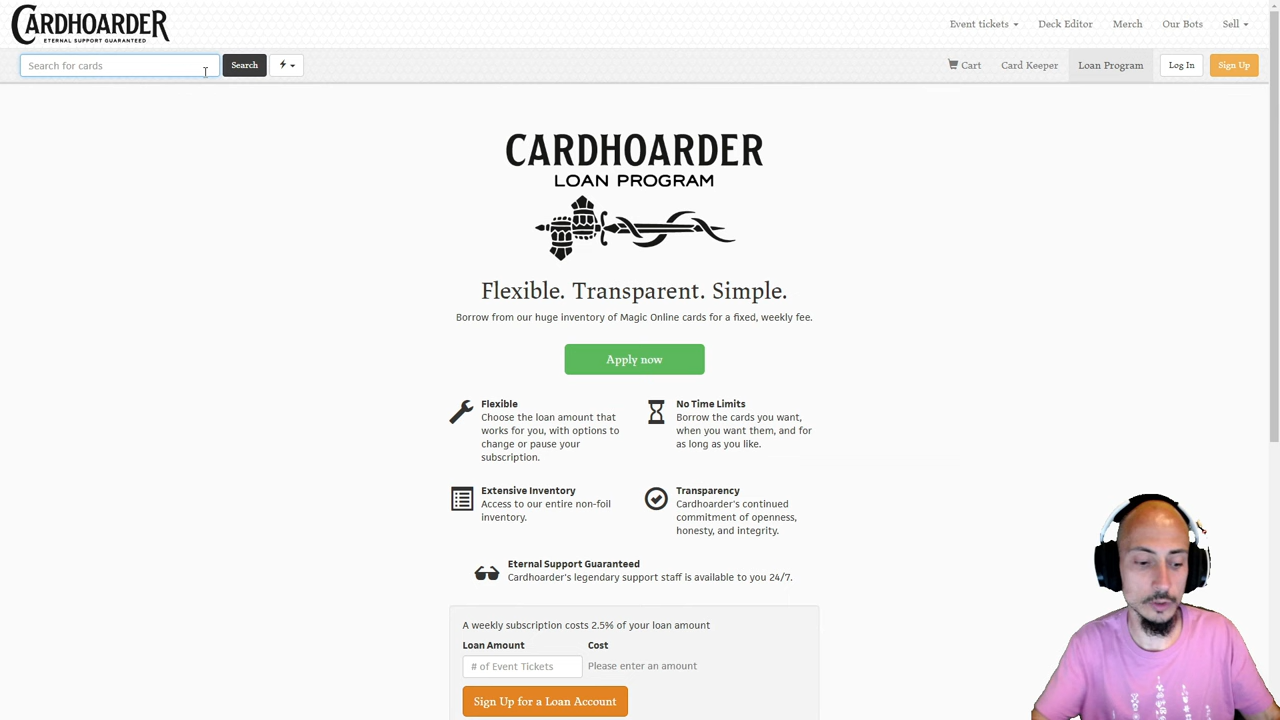 CARDHOARDER
ETERNAL SUPPORT GUARANTEED
Event tickets
Deck Editor
Merch
Our Bots
Sell
Search for cards
Search
Cart
Card Keeper
Loan Program
Log In
Sign Up
CARDHOARDER
LOAN PROGRAM
Flexible. Transparent. Simple.
Borrow from our huge inventory of Magic Online cards for a fixed, weekly fee.
Apply now
Flexible
Choose the loan amount that
works for you, with options to
change or pause your
subscription.
No Time Limits
Borrow the cards you want,
when you want them, and for
as long as you like.
Extensive Inventory
Access to our entire non-foil
inventory.
Transparency
Cardhoarder's continued
commitment of openness,
honesty, and integrity.
Eternal Support Guaranteed
Cardhoarder's legendary support staff is available to you 24/7.
A weekly subscription costs 2.5% of your loan amount
Loan Amount
Cost
# of Event Tickets
Please enter an amount
Sign Up for a Loan Account